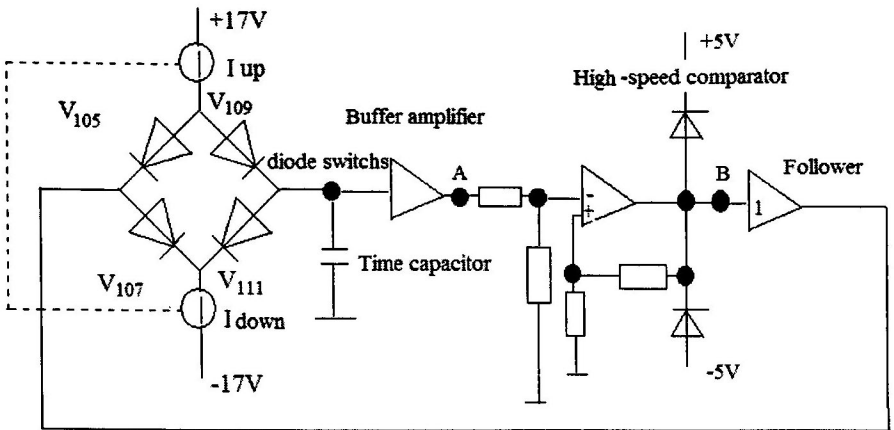 +17V
I up
V105
V109
diode switchs
Buffer amplifier
A
High-speed comparator
+5V
-
+
B
Follower
1
Time capacitor
V107
V111
I down
-17V
-5V